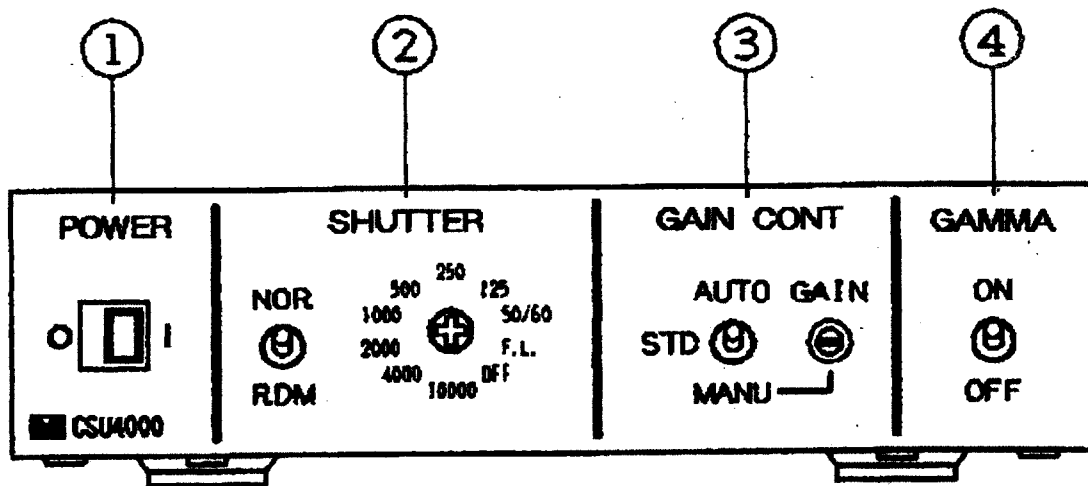 1 2 3 4
POWER SHUTTER GAIN CONT GAMMA
250
500 125
NOR AUTO GAIN ON
1000 50/60
O I STD
2000 F.L.
4000 OFF
RDM 10000 MANU OFF
CSU4000